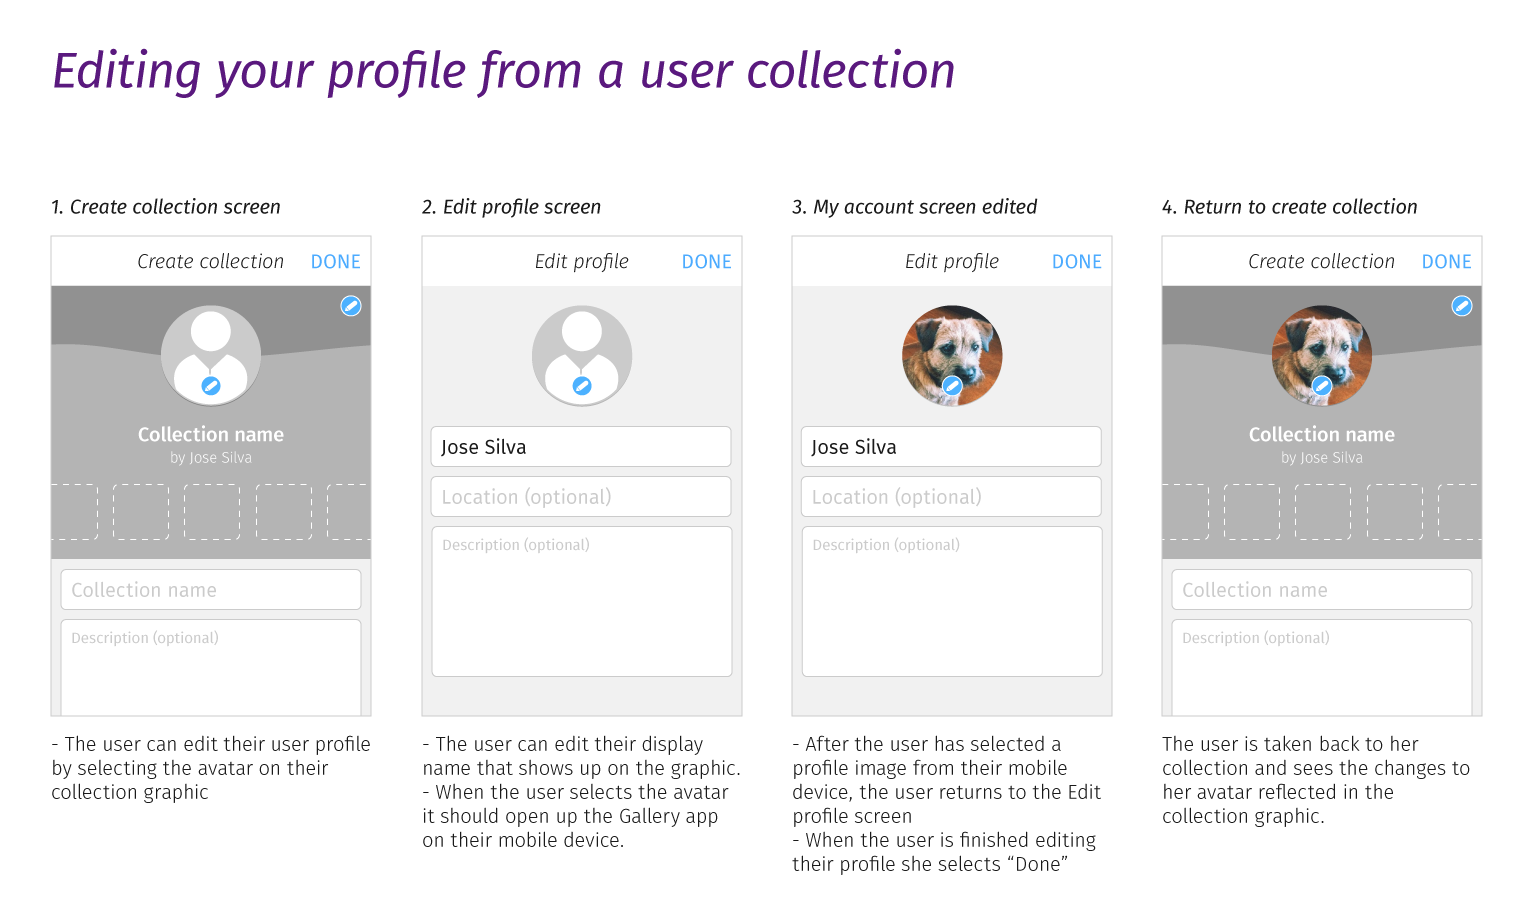 Editing your profile from a user collection
1. Create collection screen
Create collection DONE
Collection name
by Jose Silva
Collection name
Description (optional)
- The user can edit their user profile
by selecting the avatar on their
collection graphic
2. Edit profile screen
Edit profile DONE
Jose Silva
Location (optional)
Description (optional)
- The user can edit their display
name that shows up on the graphic.
- When the user selects the avatar
it should open up the Gallery app
on their mobile device.
3. My account screen edited
Edit profile DONE
Jose Silva
Location (optional)
Description (optional)
- After the user has selected a
profile image from their mobile
device, the user returns to the Edit
profile screen
- When the user is finished editing
their profile she selects “Done”
4. Return to create collection
Create collection DONE
Collection name
by Jose Silva
Collection name
Description (optional)
The user is taken back to her
collection and sees the changes to
her avatar reflected in the
collection graphic.